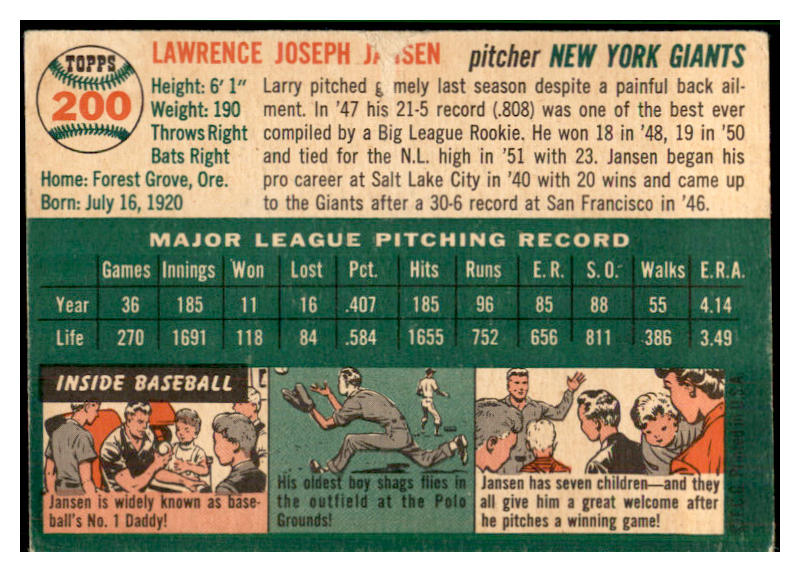 TOPPS
200
LAWRENCE JOSEPH JANSEN pitcher NEW YORK GIANTS
Height: 6' 1"
Weight: 190
Throws Right
Bats Right
Home: Forest Grove, Ore.
Born: July 16, 1920
Larry pitched g mely last season despite a painful back ail-
ment. In '47 his 21-5 record (.808) was one of the best ever
compiled by a Big League Rookie. He won 18 in '48, 19 in '50
and tied for the N.L. high in '51 with 23. Jansen began his
pro career at Salt Lake City in '40 with 20 wins and came up
to the Giants after a 30-6 record at San Francisco in '46.
MAJOR LEAGUE PITCHING RECORD
Games Innings Won Lost Pct. Hits Runs E.R. S.O. Walks E.R.A.
Year 36 185 11 16 .407 185 96 85 88 55 4.14
Life 270 1691 118 84 .584 1655 752 656 811 386 3.49
INSIDE BASEBALL
Jansen is widely known as base-
ball's No. 1 Daddy!
His oldest boy shags flies in
the outfield at the Polo
Grounds!
Jansen has seven children—and they
all give him a great welcome after
he pitches a winning game!
Printed in U.S.A.